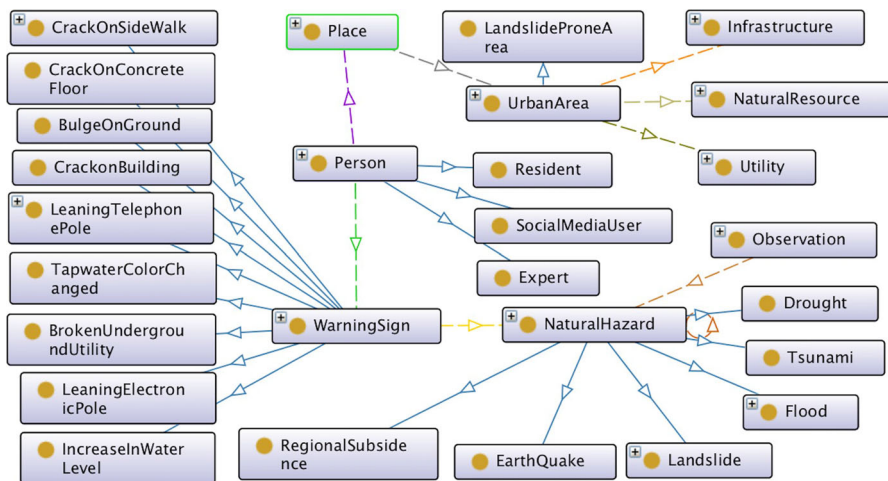 CrackOnSideWalk
CrackOnConcrete
Floor
BulgeOnGround
CrackonBuilding
LeaningTelephon
ePole
TapwaterColorCh
anged
BrokenUndergrou
ndUtility
LeaningElectron
icPole
IncreaseInWater
Level
Place
Person
WarningSign
RegionalSubside
nce
LandslideProneA
rea
UrbanArea
Infrastructure
NaturalResource
Utility
Resident
SocialMediaUser
Expert
Observation
NaturalHazard
Drought
Tsunami
Flood
EarthQuake
Landslide